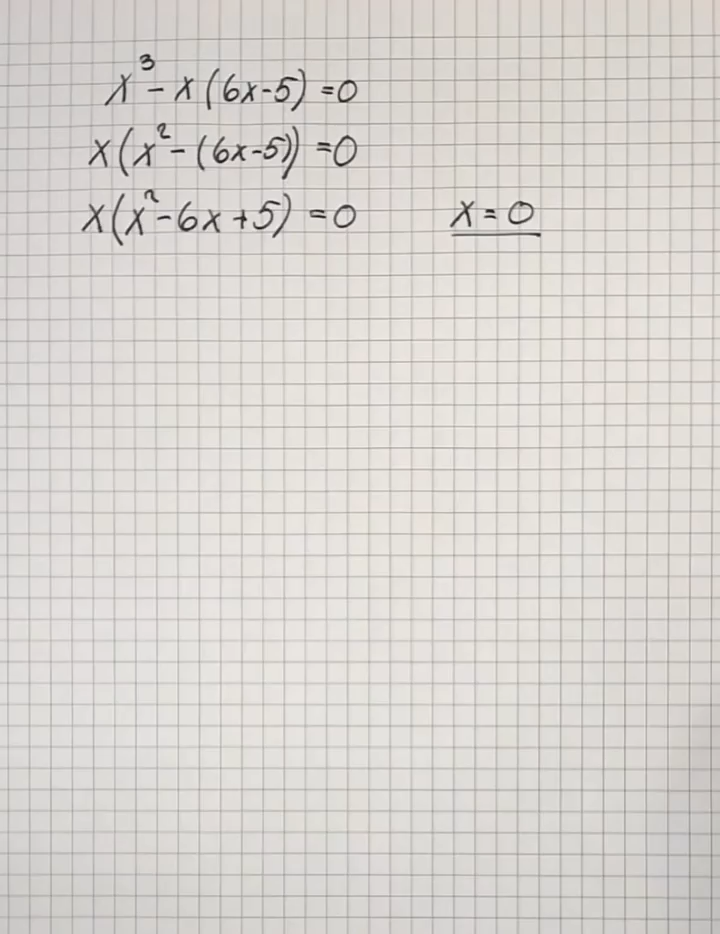 x³ - x (6x-5) = 0
x(x² - (6x-5)) = 0
x(x² - 6x + 5) = 0 x = 0